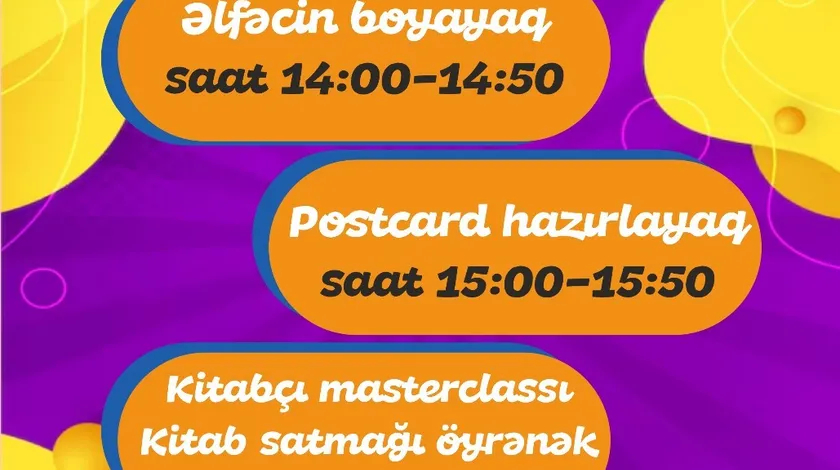 Əlfəcin boyayaq
saat 14:00-14:50
Postcard hazırlayaq
saat 15:00-15:50
Kitabçı masterclassı
Kitab satmağı öyrənək